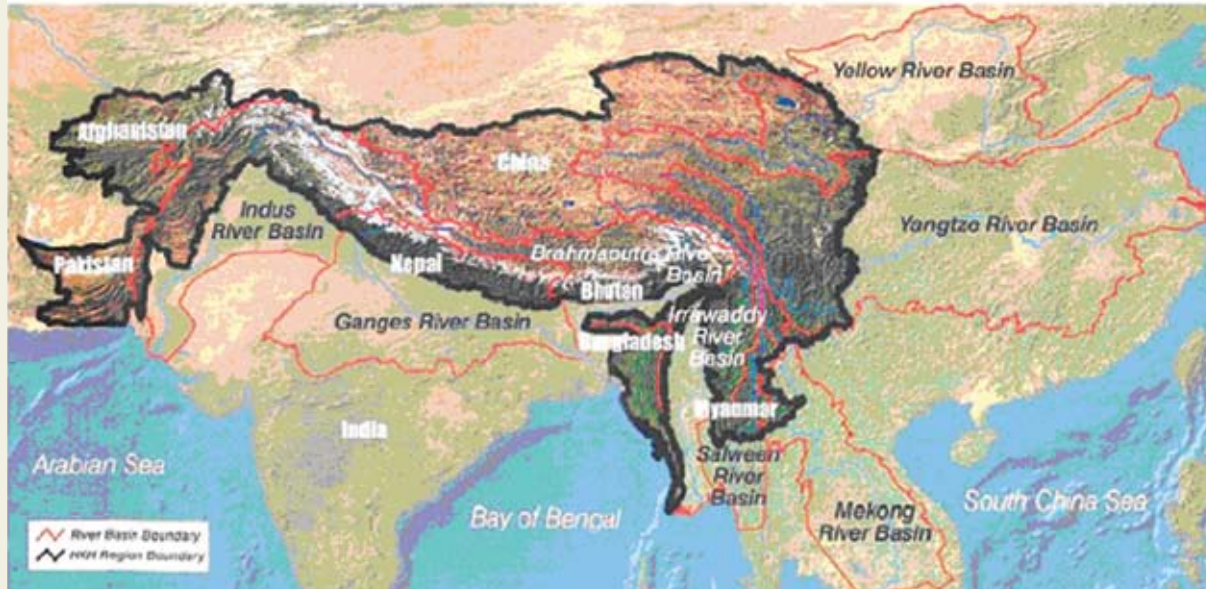 Yellow River Basin
Afghanistan
China
Indus
River Basin
Yangtze River Basin
Pakistan
Nepal
Brahmaputra River
Basin
Bhutan
Ganges River Basin
Irrawaddy
River
Basin
Bangladesh
Myanmar
India
Arabian Sea
Salween
River
Basin
Bay of Bengal
Mekong
River Basin
South China Sea
River Basin Boundary
HKH Region Boundary